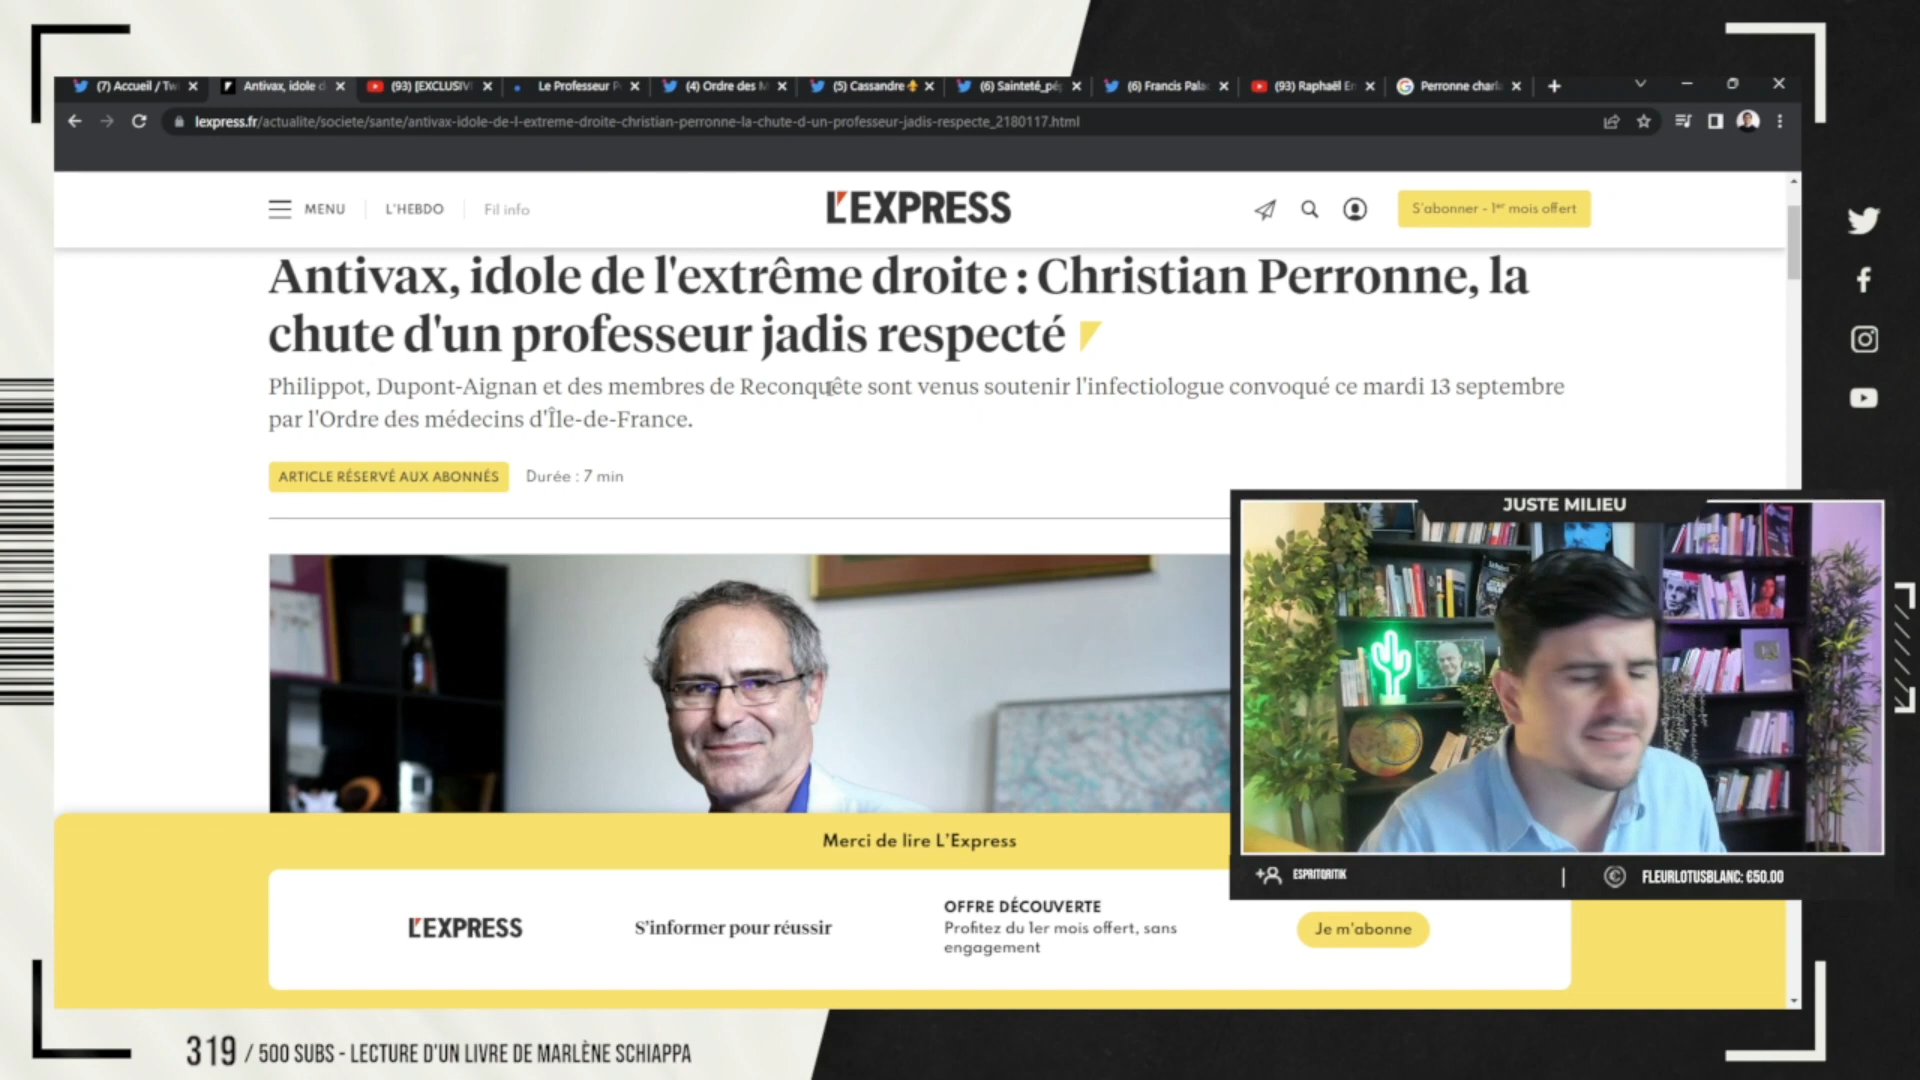 (7) Accueil / Tw
Antivax, idole d
(93) [EXCLUSIV
Le Professeur P
(4) Ordre des M
(5) Cassandre
(6) Sainteté_pé
(6) Francis Pala
(93) Raphaël En
Perronne charl
lexpress.fr/actualite/societe/sante/antivax-idole-de-l-extreme-droite-christian-perronne-la-chute-d-un-professeur-jadis-respecte_2180117.html
MENU
L'HEBDO
Fil info
L'EXPRESS
S'abonner - 1er mois offert
Antivax, idole de l'extrême droite : Christian Perronne, la
chute d'un professeur jadis respecté
Philippot, Dupont-Aignan et des membres de Reconquête sont venus soutenir l'infectiologue convoqué ce mardi 13 septembre
par l'Ordre des médecins d'Île-de-France.
ARTICLE RÉSERVÉ AUX ABONNÉS
Durée : 7 min
JUSTE MILIEU
ESPRITQRITIK
FLEURLOTUSBLANC: €50.00
Merci de lire L'Express
L'EXPRESS
S'informer pour réussir
OFFRE DÉCOUVERTE
Profitez du 1er mois offert, sans
engagement
Je m'abonne
319 / 500 SUBS - LECTURE D'UN LIVRE DE MARLÈNE SCHIAPPA